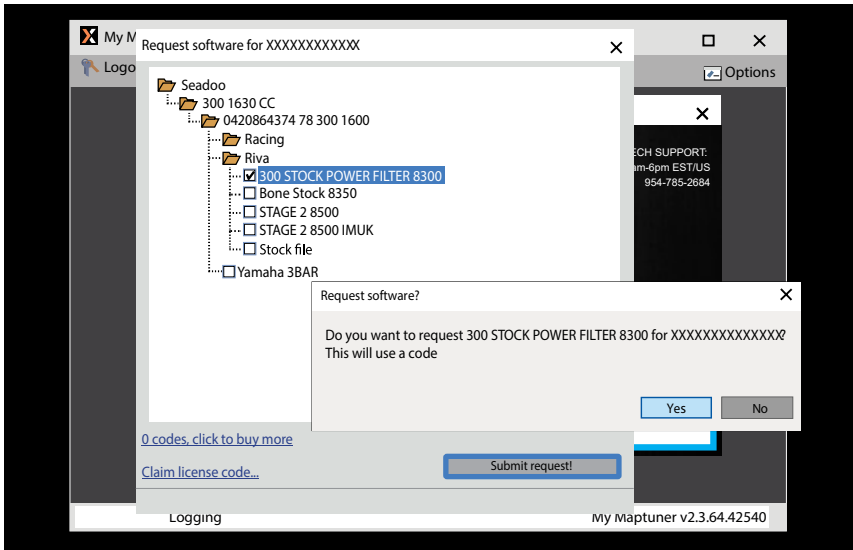 My M
Request software for XXXXXXXXXXXX
Logo
Options
Seadoo
300 1630 CC
0420864374 78 300 1600
Racing
Riva
300 STOCK POWER FILTER 8300
Bone Stock 8350
STAGE 2 8500
STAGE 2 8500 IMUK
Stock file
Yamaha 3BAR
ECH SUPPORT:
am-6pm EST/US
954-785-2684
Request software?
Do you want to request 300 STOCK POWER FILTER 8300 for XXXXXXXXXXXXXX?
This will use a code
Yes
No
0 codes, click to buy more
Claim license code...
Submit request!
Logging
My Maptuner v2.3.64.42540